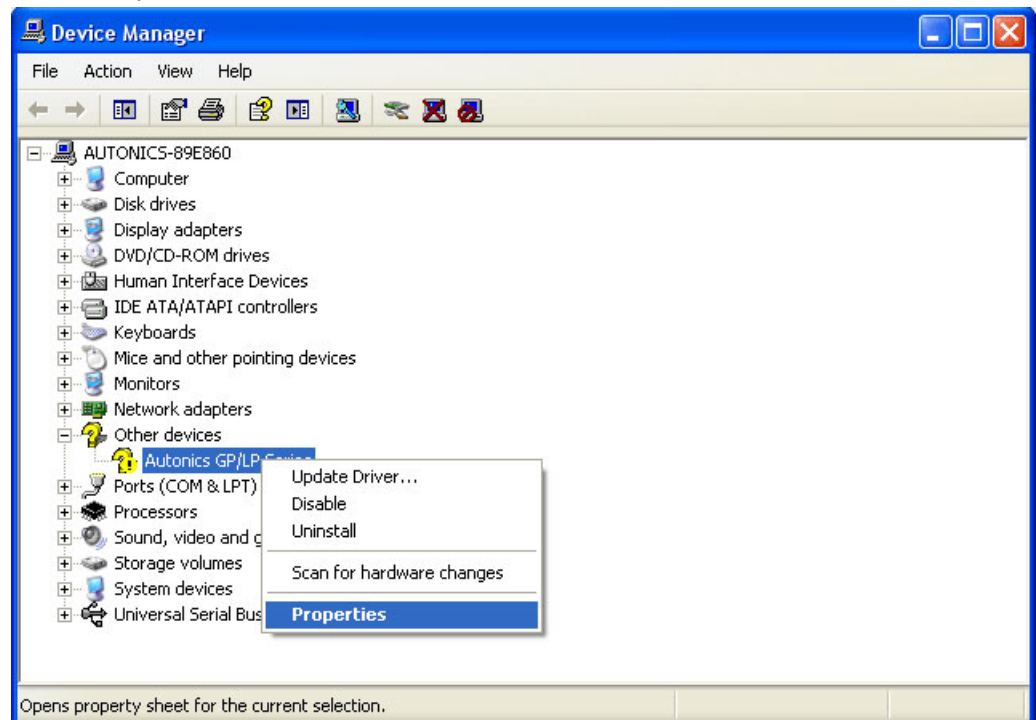 Device Manager
File Action View Help
AUTONICS-89E860
Computer
Disk drives
Display adapters
DVD/CD-ROM drives
Human Interface Devices
IDE ATA/ATAPI controllers
Keyboards
Mice and other pointing devices
Monitors
Network adapters
Other devices
Autonics GP/LP Series
Ports (COM & LPT)
Processors
Sound, video and g
Storage volumes
System devices
Universal Serial Bus
Update Driver...
Disable
Uninstall
Scan for hardware changes
Properties
Opens property sheet for the current selection.